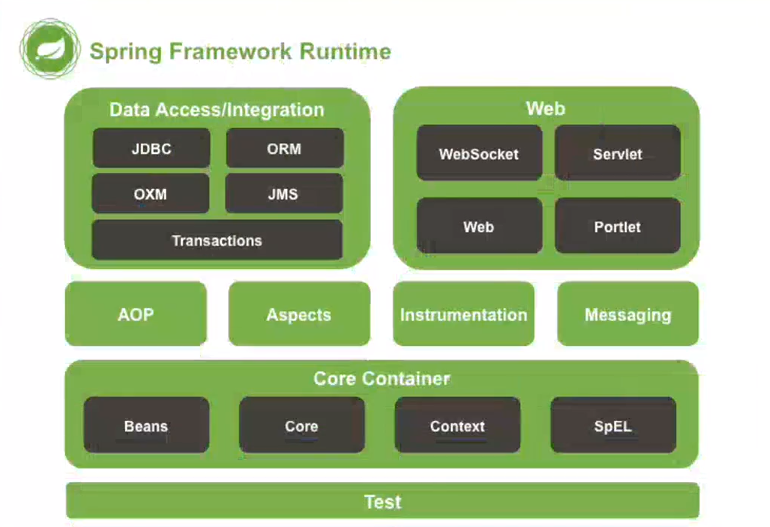 Spring Framework Runtime
Data Access/Integration
JDBC
ORM
OXM
JMS
Transactions
Web
WebSocket
Servlet
Web
Portlet
AOP
Aspects
Instrumentation
Messaging
Core Container
Beans
Core
Context
SpEL
Test